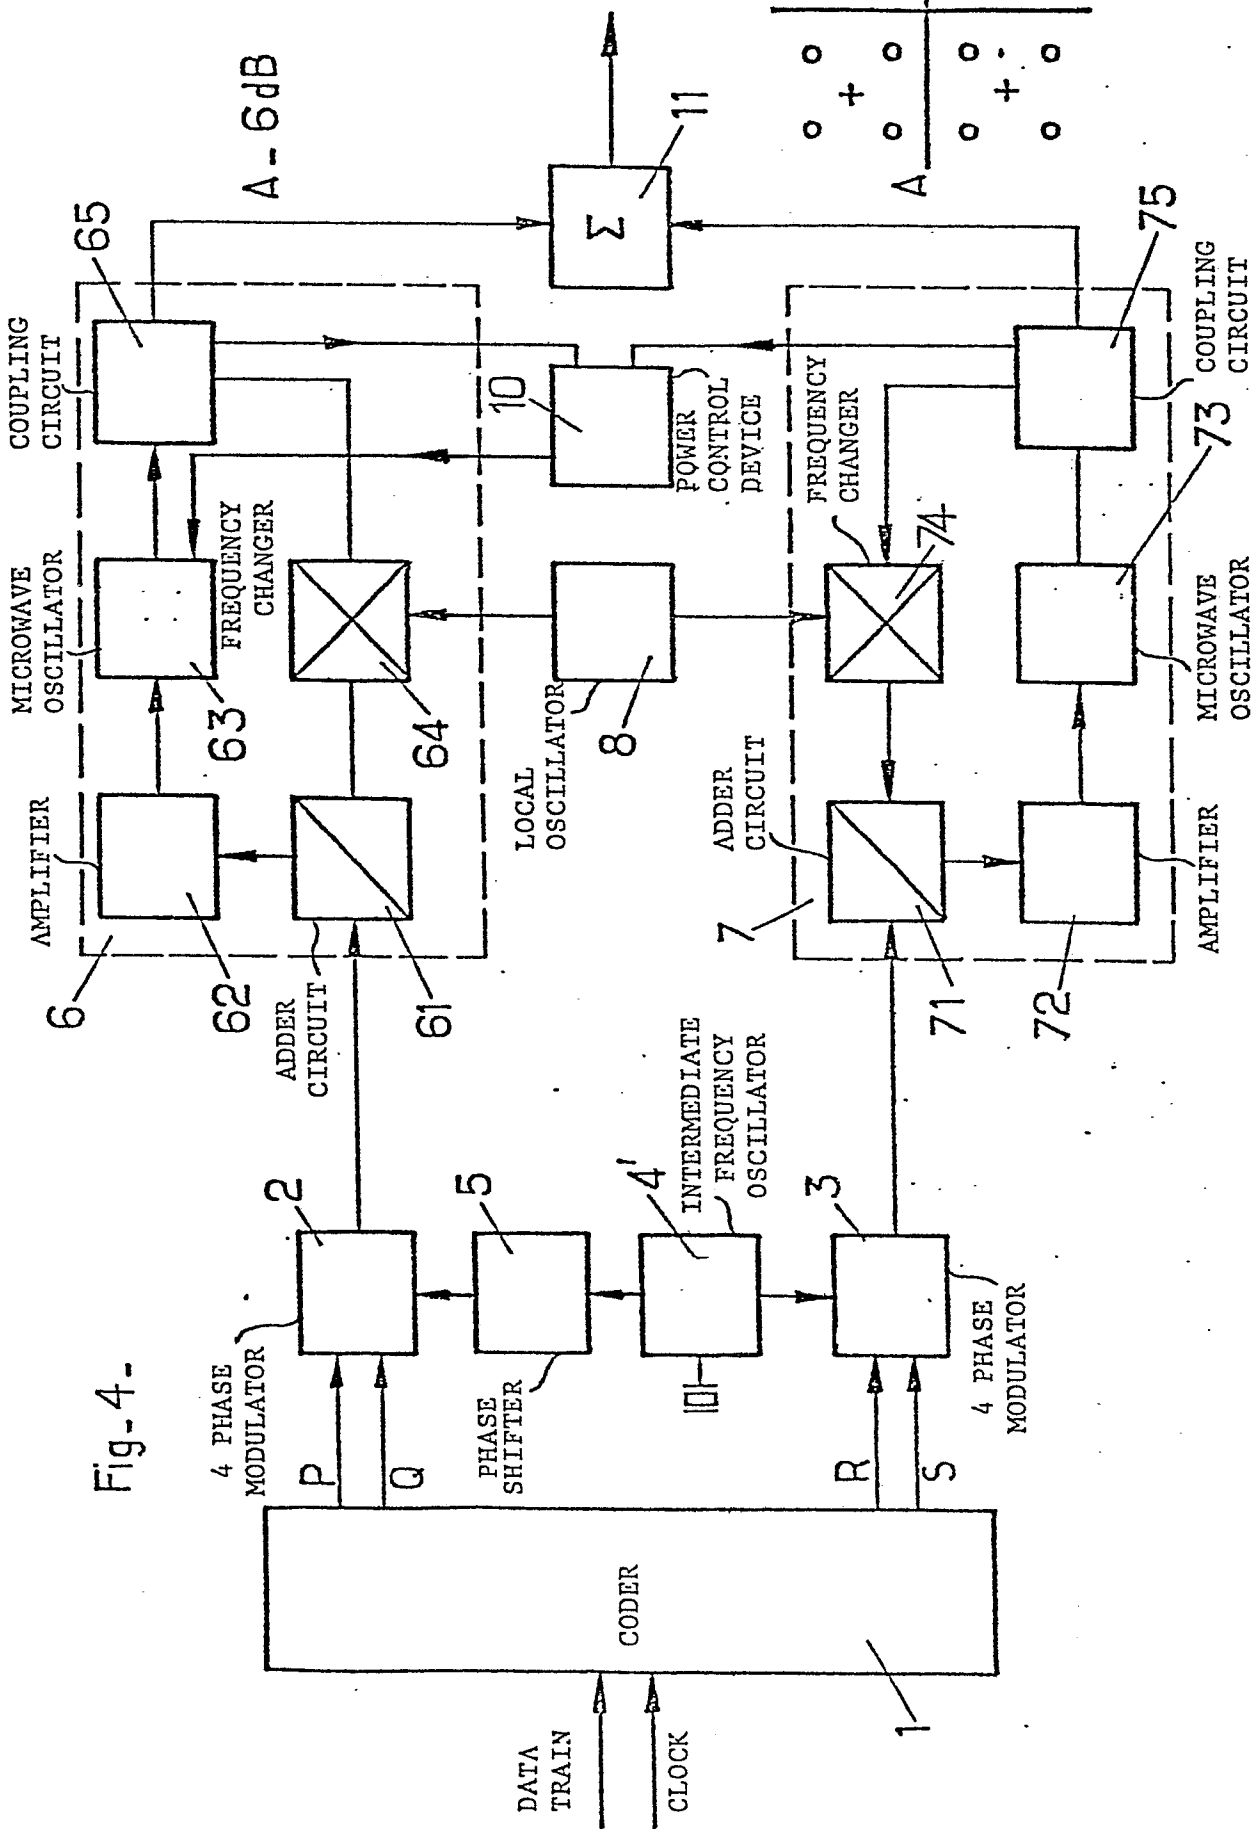 Fig-4-
DATA
TRAIN
CLOCK
CODER
1
P
Q
R
S
4 PHASE
MODULATOR
2
PHASE
SHIFTER
5
INTERMEDIATE
FREQUENCY
OSCILLATOR
4'
3
4 PHASE
MODULATOR
6
AMPLIFIER
62
ADDER
CIRCUIT
61
MICROWAVE
OSCILLATOR
63
FREQUENCY
CHANGER
64
COUPLING
CIRCUIT
65
A-6dB
LOCAL
OSCILLATOR
8
10
POWER
CONTROL
DEVICE
Σ
11
7
ADDER
CIRCUIT
71
72
AMPLIFIER
FREQUENCY
CHANGER
74
73
MICROWAVE
OSCILLATOR
75
COUPLING
CIRCUIT
A